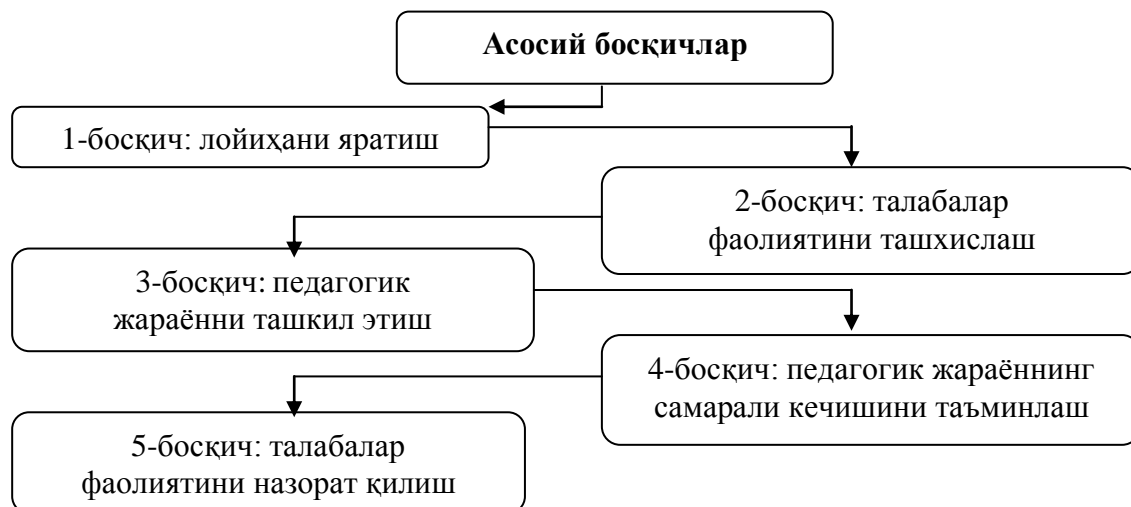 Асосий босқичлар
1-босқич: лойиҳани яратиш
2-босқич: талабалар
фаолиятини ташхислаш
3-босқич: педагогик
жараённи ташкил этиш
4-босқич: педагогик жараённинг
самарали кечишини таъминлаш
5-босқич: талабалар
фаолиятини назорат қилиш